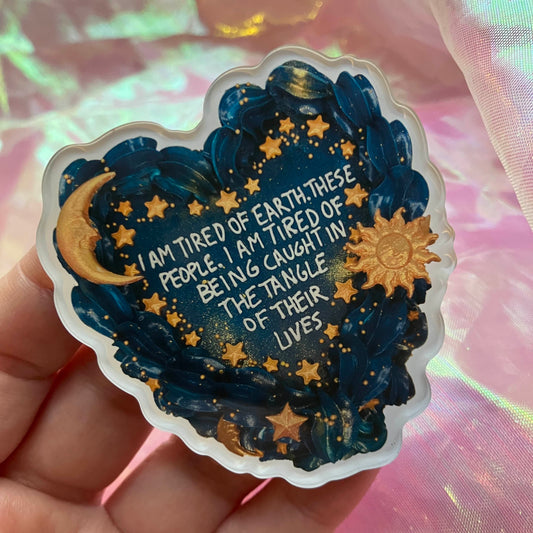 I AM TIRED OF EARTH. THESE
PEOPLE. I AM TIRED OF
BEING CAUGHT IN
THE TANGLE
OF THEIR
LIVES.